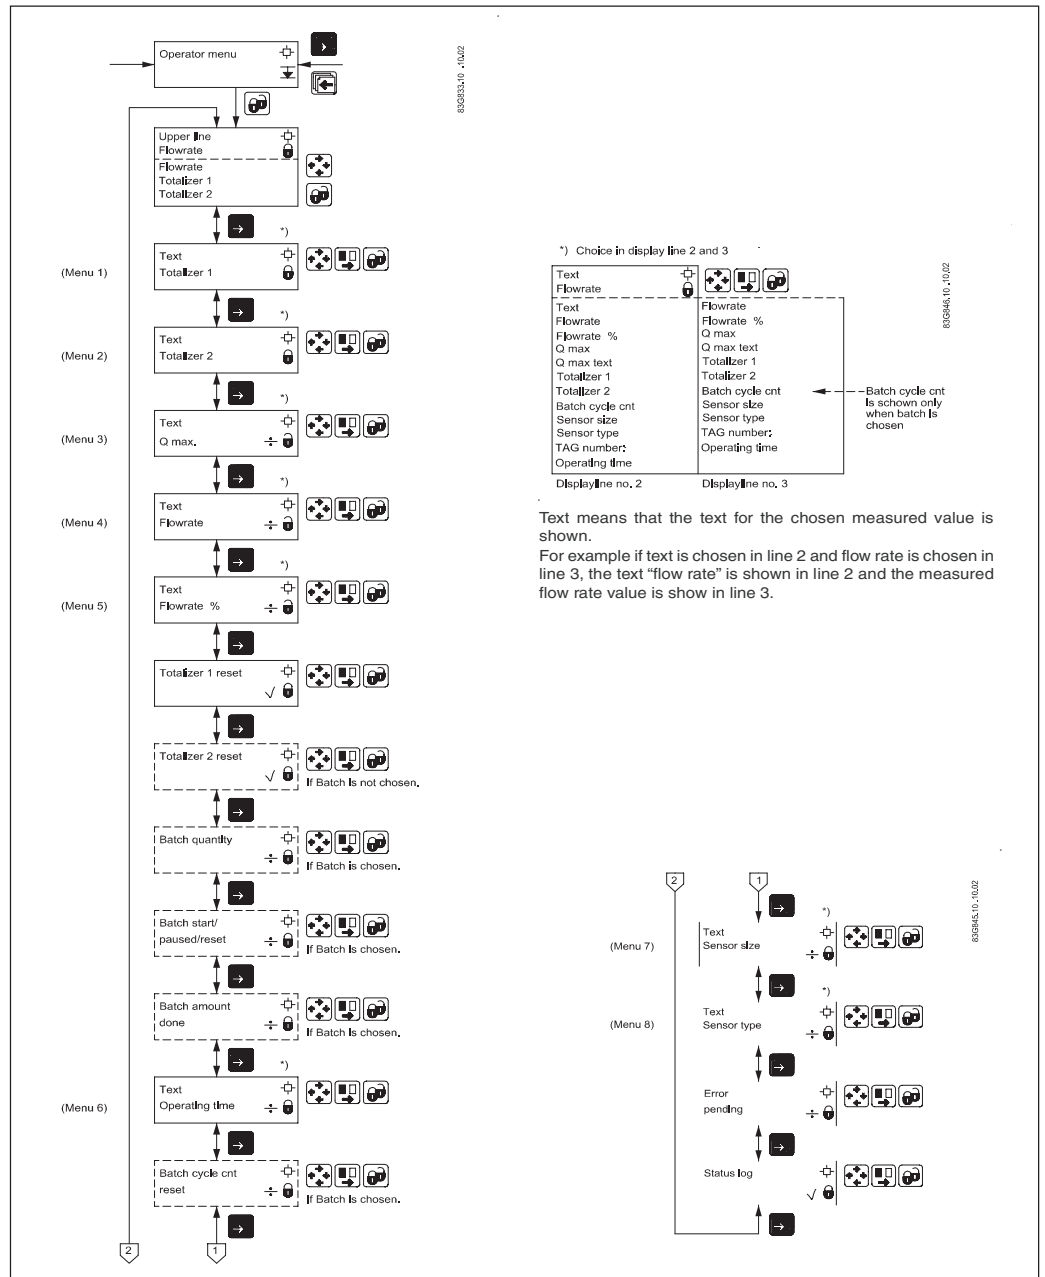 Operator menu
83G833.10 .10.02
Upper line
Flowrate
Flowrate
Totalizer 1
Totalizer 2
*)
(Menu 1)
Text
Totalizer 1
*)
(Menu 2)
Text
Totalizer 2
*)
(Menu 3)
Text
Q max.
*)
(Menu 4)
Text
Flowrate
*)
(Menu 5)
Text
Flowrate %
Totalizer 1 reset
Totalizer 2 reset
If Batch is not chosen.
Batch quantity
If Batch is chosen.
Batch start/
paused/reset
If Batch is chosen.
Batch amount
done
If Batch is chosen.
*)
(Menu 6)
Text
Operating time
Batch cycle cnt
reset
If Batch is chosen.
2
1
*) Choice in display line 2 and 3
83G846.10 .10.02
Text
Flowrate
Text
Flowrate
Flowrate %
Q max
Q max text
Totalizer 1
Totalizer 2
Batch cycle cnt
Sensor size
Sensor type
TAG number:
Operating time
Displayline no. 2
Flowrate
Flowrate %
Q max
Q max text
Totalizer 1
Totalizer 2
Batch cycle cnt
Sensor size
Sensor type
TAG number:
Operating time
Displayline no. 3
Batch cycle cnt
is schown only
when batch is
chosen
Text means that the text for the chosen measured value is
shown.
For example if text is chosen in line 2 and flow rate is chosen in
line 3, the text “flow rate” is shown in line 2 and the measured
flow rate value is show in line 3.
2
1
83G845.10 .10.02
*)
(Menu 7)
Text
Sensor size
*)
(Menu 8)
Text
Sensor type
Error
pending
Status log